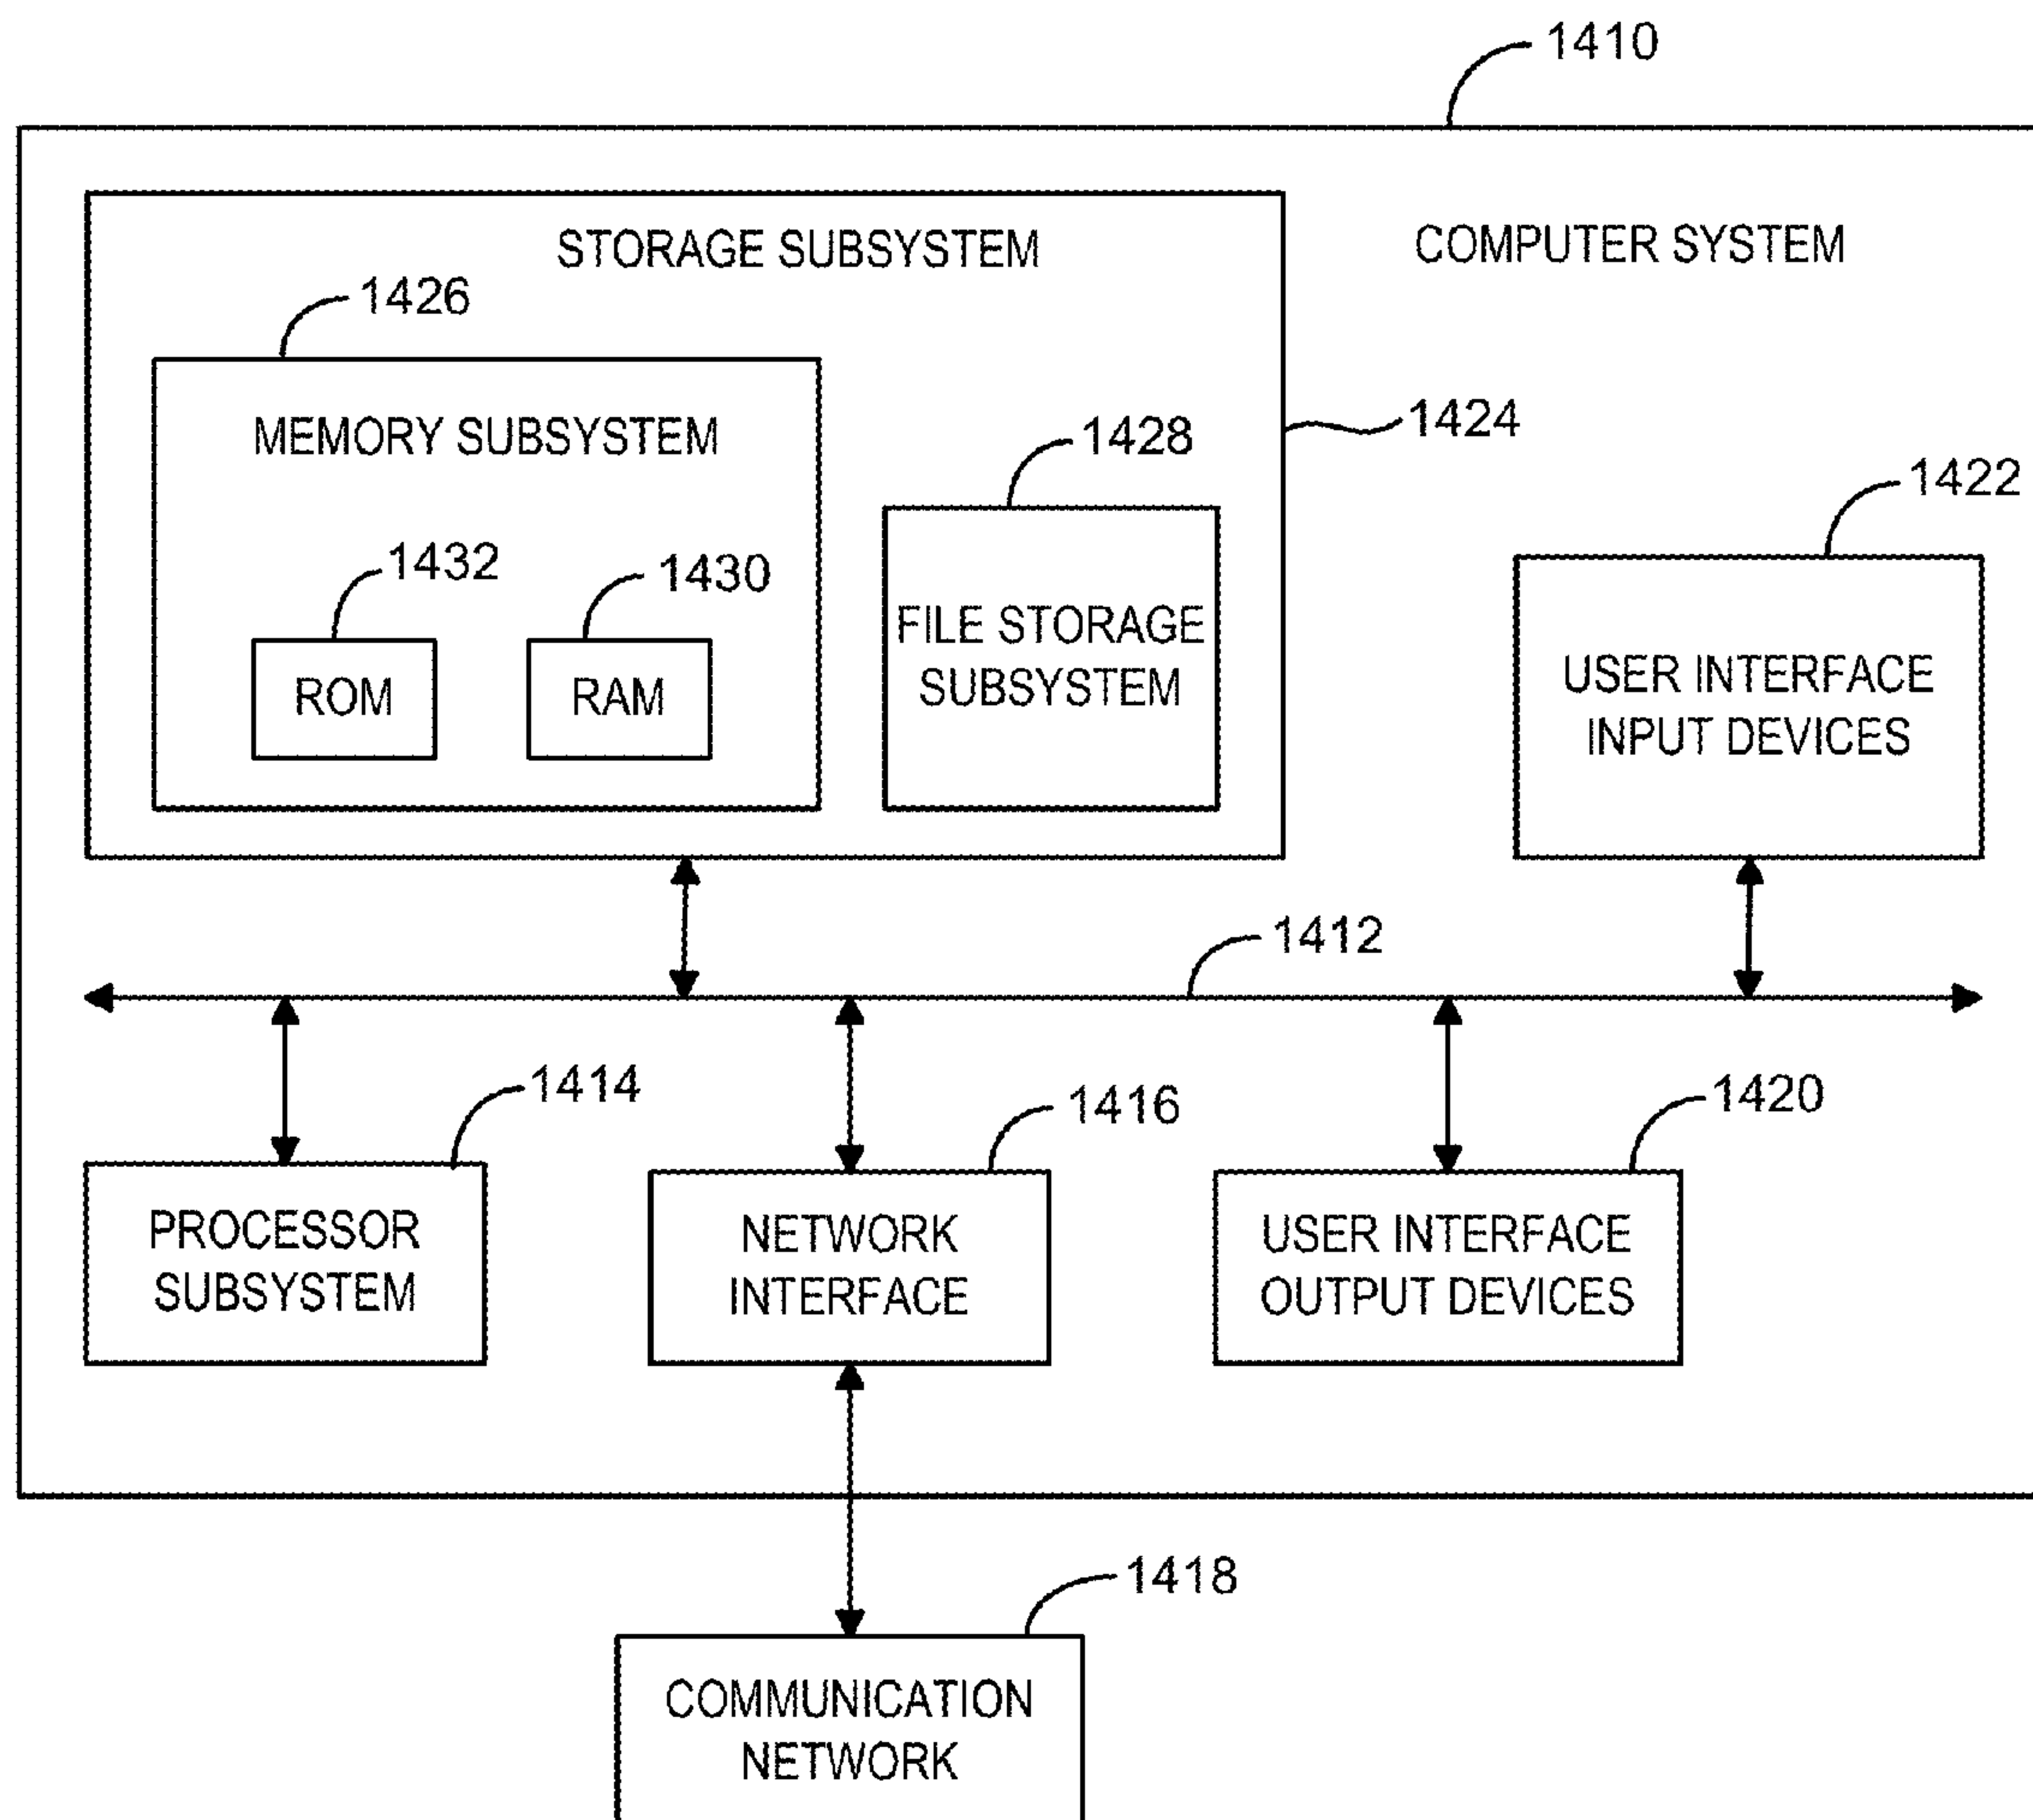 1410
STORAGE SUBSYSTEM
COMPUTER SYSTEM
1426
MEMORY SUBSYSTEM
1424
1428
1422
1432
1430
ROM
RAM
FILE STORAGE
SUBSYSTEM
USER INTERFACE
INPUT DEVICES
1412
1414
1416
1420
PROCESSOR
SUBSYSTEM
NETWORK
INTERFACE
USER INTERFACE
OUTPUT DEVICES
1418
COMMUNICATION
NETWORK